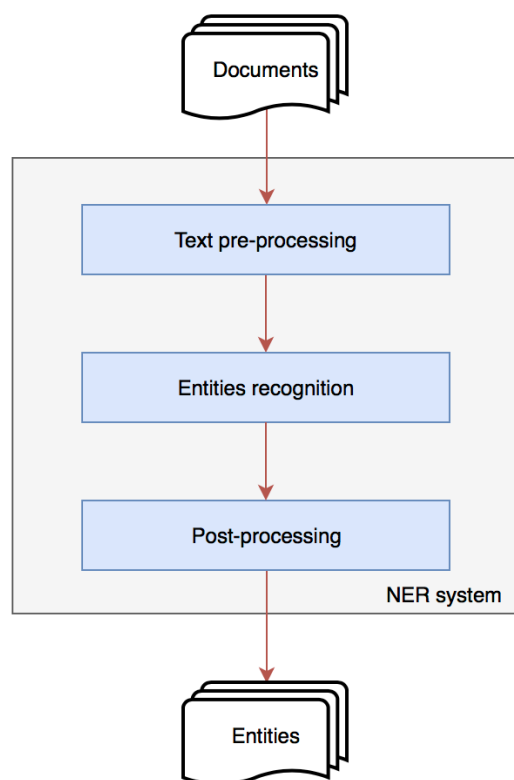 Documents
Text pre-processing
Entities recognition
Post-processing
NER system
Entities